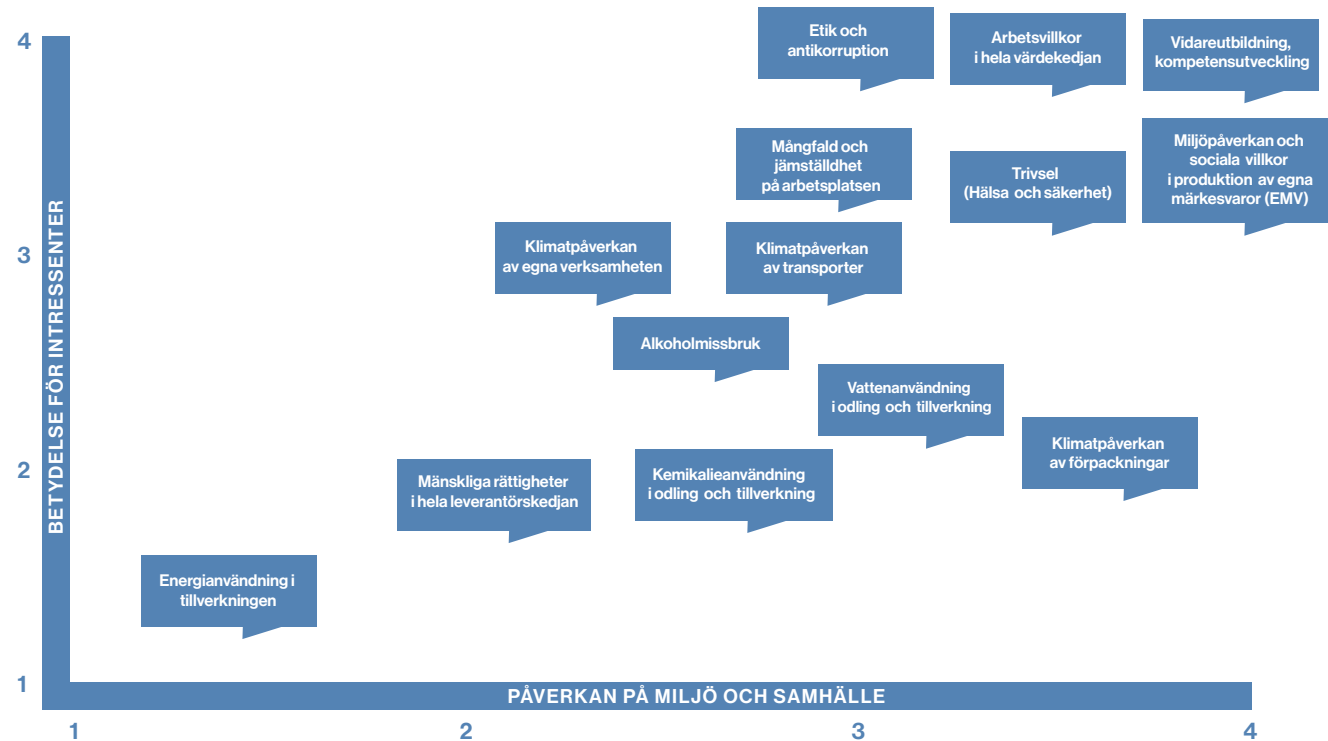 4
3
2
1
BETYDELSE FÖR INTRESSENTER
Etik och
antikorruption
Arbetsvillkor
i hela värdekedjan
Vidareutbildning,
kompetensutveckling
Mångfald och
jämställdhet
på arbetsplatsen
Trivsel
(Hälsa och säkerhet)
Miljöpåverkan och
sociala villkor
i produktion av egna
märkesvaror (EMV)
Klimatpåverkan
av egna verksamheten
Klimatpåverkan
av transporter
Alkoholmissbruk
Vattenanvändning
i odling och tillverkning
Klimatpåverkan
av förpackningar
Mänskliga rättigheter
i hela leverantörskedjan
Kemikalieanvändning
i odling och tillverkning
Energianvändning i
tillverkningen
PÅVERKAN PÅ MILJÖ OCH SAMHÄLLE
1
2
3
4